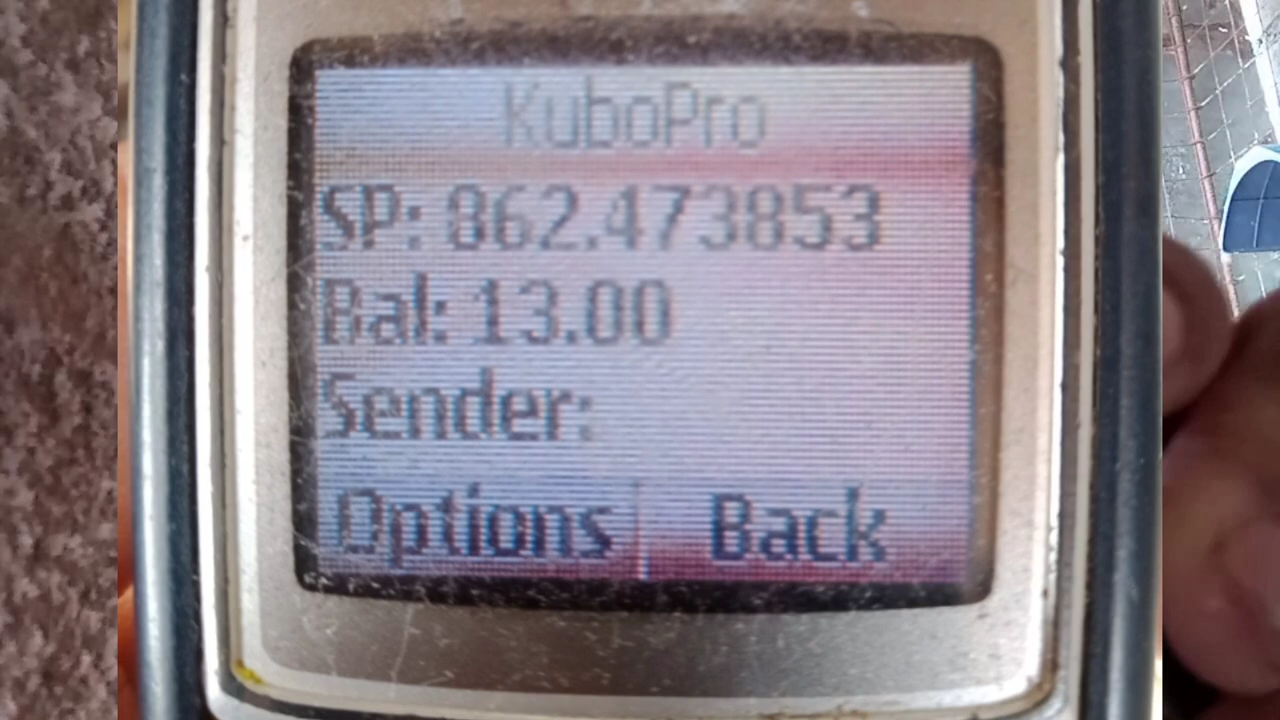 KuboPro
SP: 862.473853
Bal: 13.00
Sender:
Options
Back